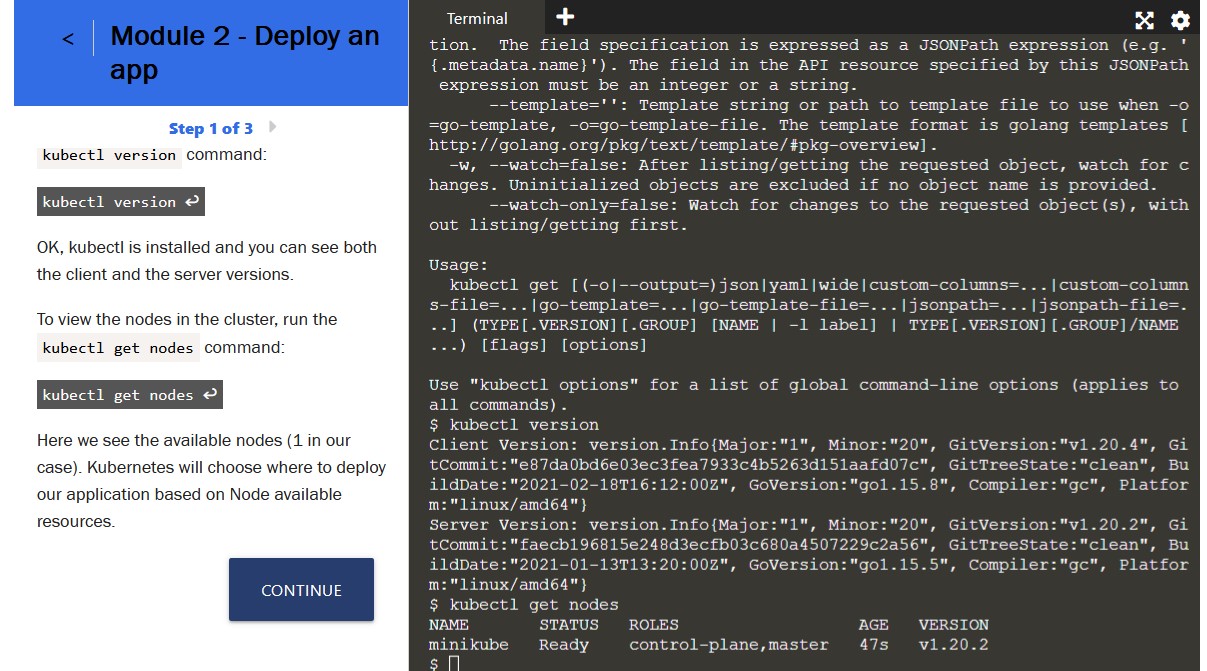 < Module 2 - Deploy an
app
Step 1 of 3
kubectl version command:
kubectl version
OK, kubectl is installed and you can see both
the client and the server versions.
To view the nodes in the cluster, run the
kubectl get nodes command:
kubectl get nodes
Here we see the available nodes (1 in our
case). Kubernetes will choose where to deploy
our application based on Node available
resources.
CONTINUE
Terminal +
tion.  The field specification is expressed as a JSONPath expression (e.g. '
{.metadata.name}'). The field in the API resource specified by this JSONPath
 expression must be an integer or a string.
      --template='': Template string or path to template file to use when -o
=go-template, -o=go-template-file. The template format is golang templates [
http://golang.org/pkg/text/template/#pkg-overview].
  -w, --watch=false: After listing/getting the requested object, watch for c
hanges. Uninitialized objects are excluded if no object name is provided.
      --watch-only=false: Watch for changes to the requested object(s), with
out listing/getting first.
Usage:
  kubectl get [(-o|--output=)json|yaml|wide|custom-columns=...|custom-column
s-file=...|go-template=...|go-template-file=...|jsonpath=...|jsonpath-file=.
..] (TYPE[.VERSION][.GROUP] [NAME | -l label] | TYPE[.VERSION][.GROUP]/NAME
...) [flags] [options]
Use "kubectl options" for a list of global command-line options (applies to
all commands).
$ kubectl version
Client Version: version.Info{Major:"1", Minor:"20", GitVersion:"v1.20.4", Gi
tCommit:"e87da0bd6e03ec3fea7933c4b5263d151aafd07c", GitTreeState:"clean", Bu
ildDate:"2021-02-18T16:12:00Z", GoVersion:"go1.15.8", Compiler:"gc", Platfor
m:"linux/amd64"}
Server Version: version.Info{Major:"1", Minor:"20", GitVersion:"v1.20.2", Gi
tCommit:"faecb196815e248d3ecfb03c680a4507229c2a56", GitTreeState:"clean", Bu
ildDate:"2021-01-13T13:20:00Z", GoVersion:"go1.15.5", Compiler:"gc", Platfor
m:"linux/amd64"}
$ kubectl get nodes
NAME       STATUS   ROLES                  AGE   VERSION
minikube   Ready    control-plane,master   47s   v1.20.2
$